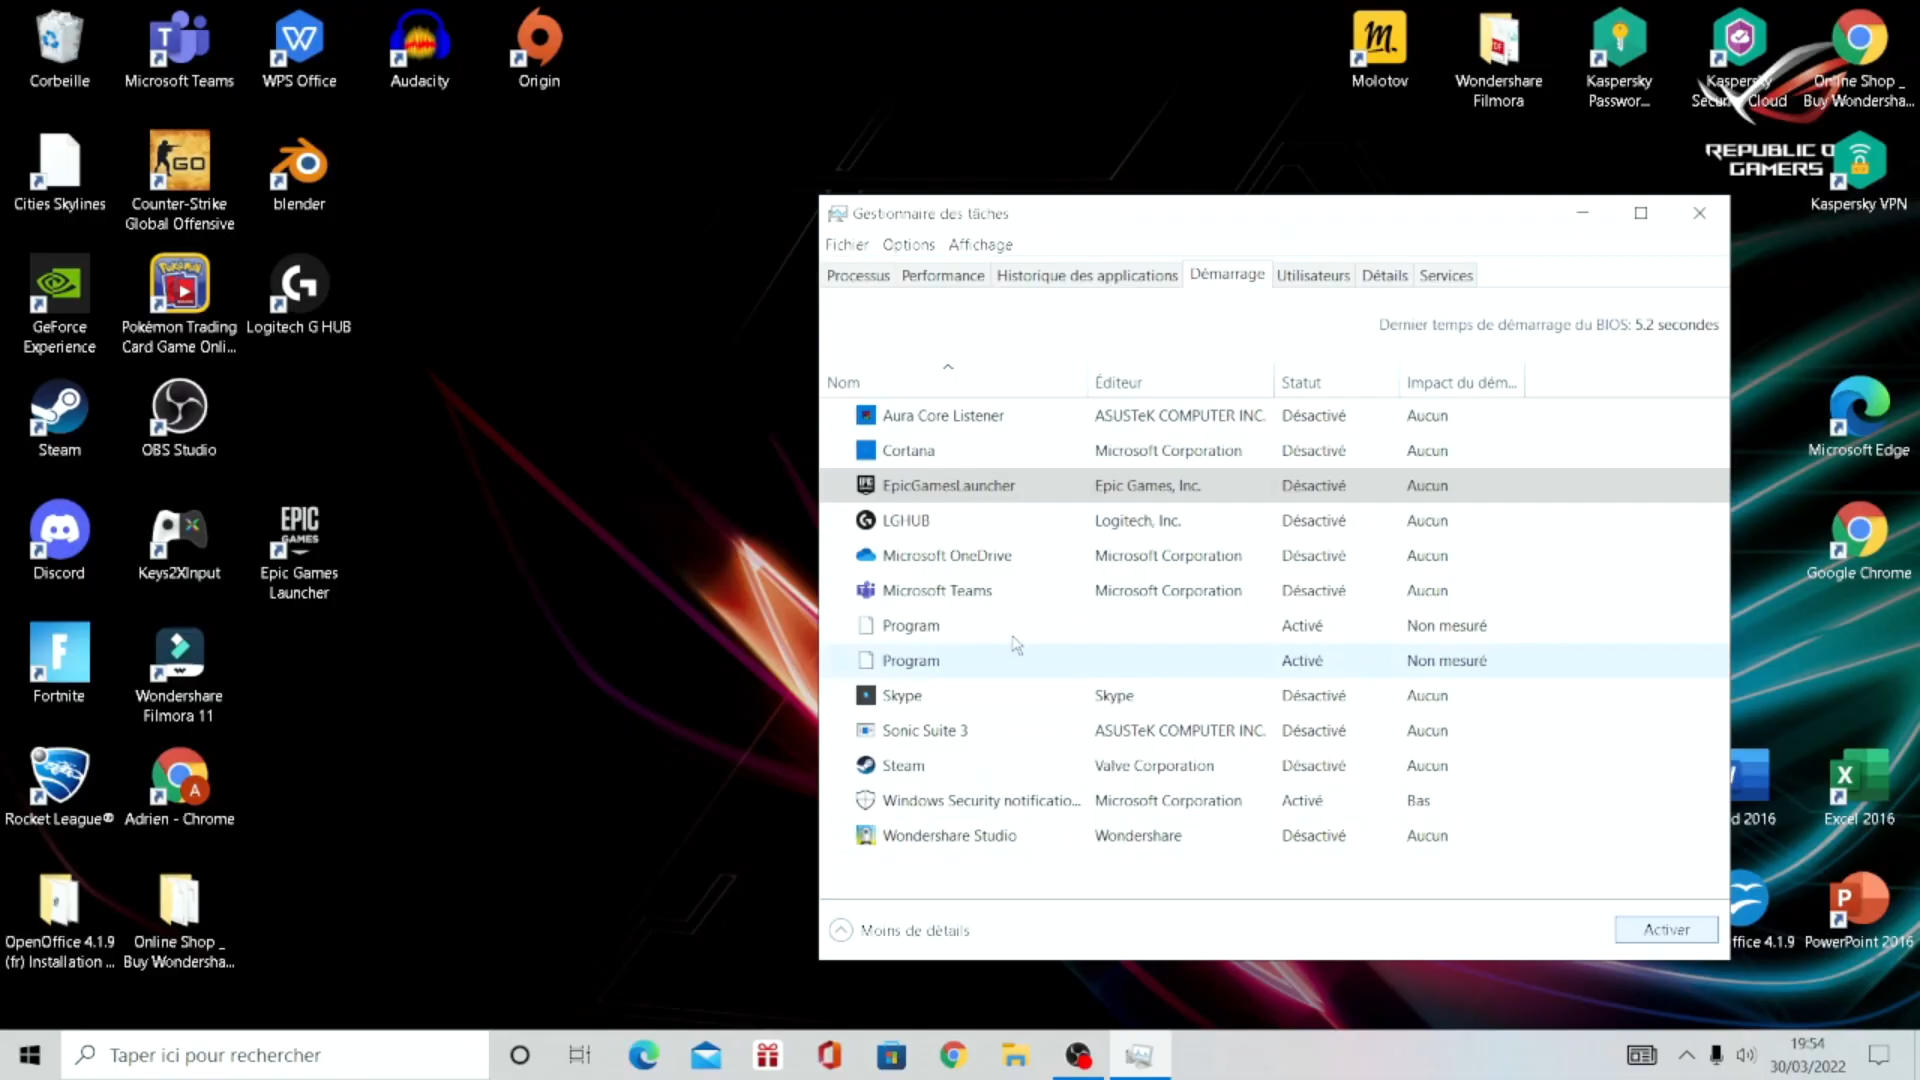 Corbeille
Microsoft Teams
WPS Office
Audacity
Origin
m.
Molotov
Wondershare
Filmora
Kaspersky
Passwor...
Kaspersky
Secur Cloud
Online Shop _
Buy Wondersha...
Cities Skylines
GO
Counter-Strike
Global Offensive
blender
REPUBLIC O
GAMERS
Kaspersky VPN
GeForce
Experience
Pokémon Trading
Card Game Onli...
Logitech G HUB
Steam
OBS Studio
Microsoft Edge
Discord
Keys2XInput
EPIC
GAMES
Epic Games
Launcher
Google Chrome
Fortnite
Wondershare
Filmora 11
Rocket League®
A
Adrien - Chrome
d 2016
Excel 2016
OpenOffice 4.1.9
(fr) Installation ...
Online Shop _
Buy Wondersha...
ffice 4.1.9
PowerPoint 2016
Gestionnaire des tâches
Fichier Options Affichage
Processus Performance Historique des applications Démarrage Utilisateurs Détails Services
Dernier temps de démarrage du BIOS: 5.2 secondes
Nom Éditeur Statut Impact du dém...
Aura Core Listener ASUSTeK COMPUTER INC. Désactivé Aucun
Cortana Microsoft Corporation Désactivé Aucun
EpicGamesLauncher Epic Games, Inc. Désactivé Aucun
LGHUB Logitech, Inc. Désactivé Aucun
Microsoft OneDrive Microsoft Corporation Désactivé Aucun
Microsoft Teams Microsoft Corporation Désactivé Aucun
Program Activé Non mesuré
Program Activé Non mesuré
Skype Skype Désactivé Aucun
Sonic Suite 3 ASUSTeK COMPUTER INC. Désactivé Aucun
Steam Valve Corporation Désactivé Aucun
Windows Security notificatio... Microsoft Corporation Activé Bas
Wondershare Studio Wondershare Désactivé Aucun
Moins de détails
Activer
Taper ici pour rechercher
19:54
30/03/2022